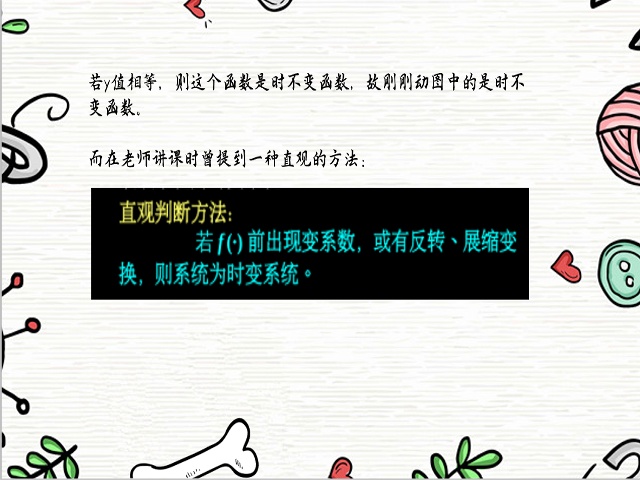 若y值相等，则这个函数是时不变函数，故刚刚动图中的是时不
变函数。
而在老师讲课时曾提到一种直观的方法：
直观判断方法：
若 f (·) 前出现变系数，或有反转、展缩变
换，则系统为时变系统。